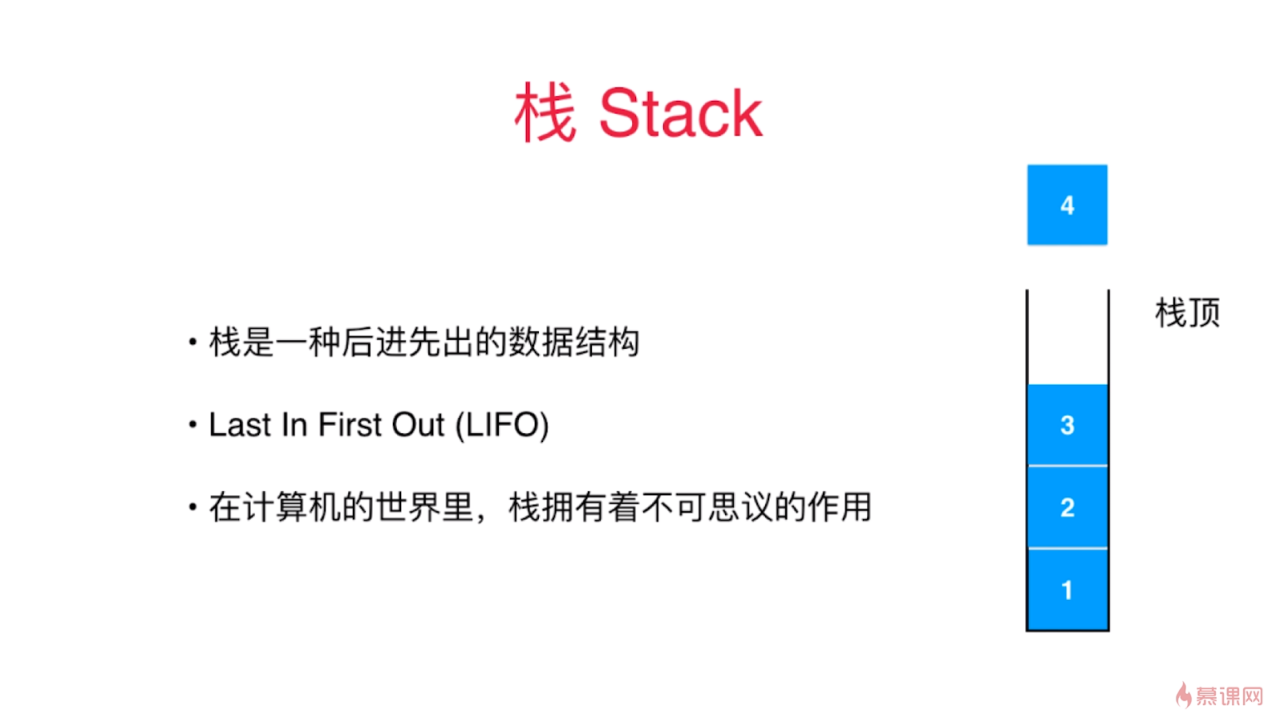 栈 Stack
4
栈顶
• 栈是一种后进先出的数据结构
• Last In First Out (LIFO)
3
• 在计算机的世界里，栈拥有着不可思议的作用
2
1
慕课网